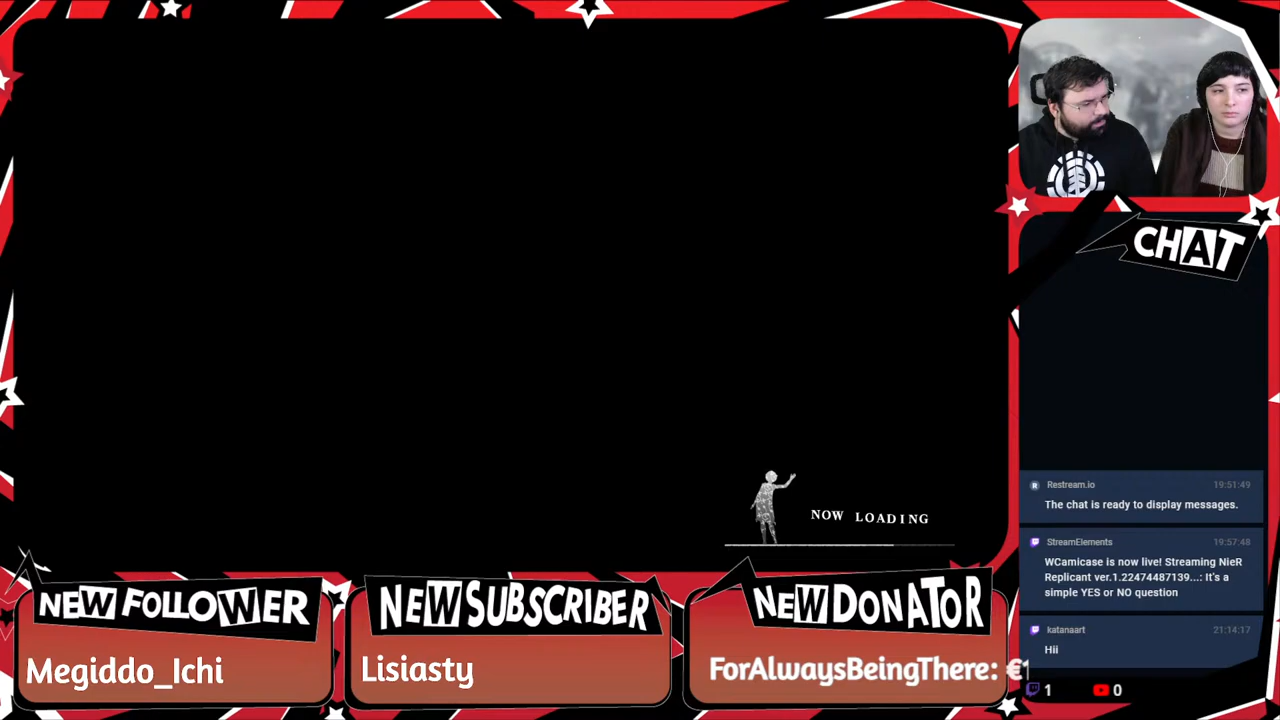 CHAT
Restream.io 19:51:49
The chat is ready to display messages.
StreamElements 19:57:48
WCamicase is now live! Streaming NieR
Replicant ver.1.22474487139...: It's a
simple YES or NO question
katanaart 21:14:17
Hii
1 0
NOW LOADING
NEW FOLLOWER
Megiddo_Ichi
NEW SUBSCRIBER
Lisiasty
NEW DONATOR
ForAlwaysBeingThere: €1